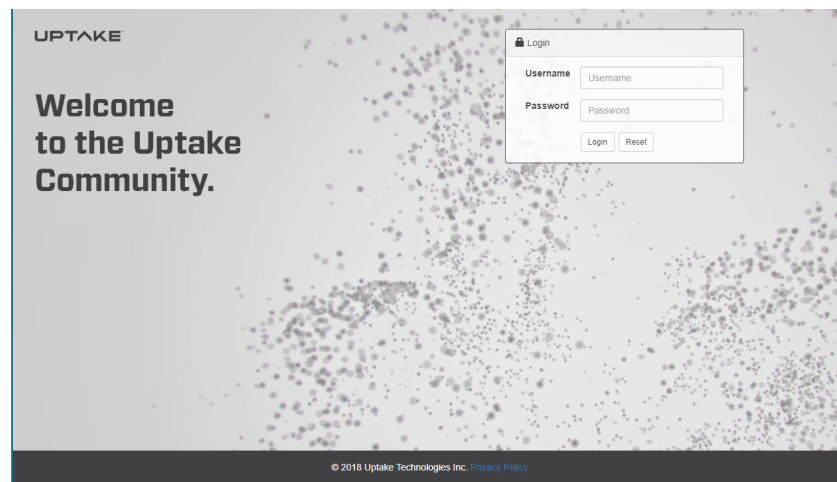 UPTAKE
Welcome
to the Uptake
Community.
Login
Username
Username
Password
Password
Login Reset
© 2018 Uptake Technologies Inc. Privacy Policy